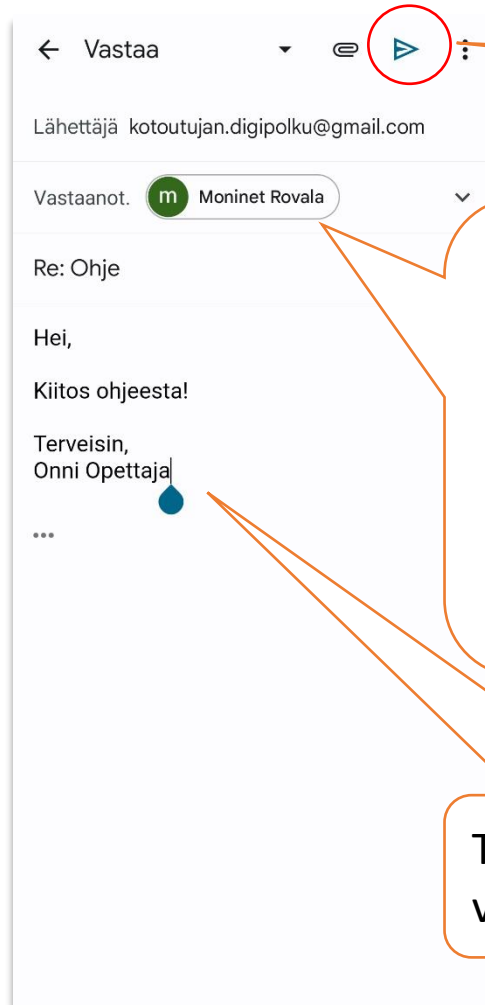 Vastaa
Lähettäjä kotoutujan.digipolku@gmail.com
Vastaanot. m Moninet Rovala
Re: Ohje
Hei,
Kiitos ohjeesta!
Terveisin,
Onni Opettaja